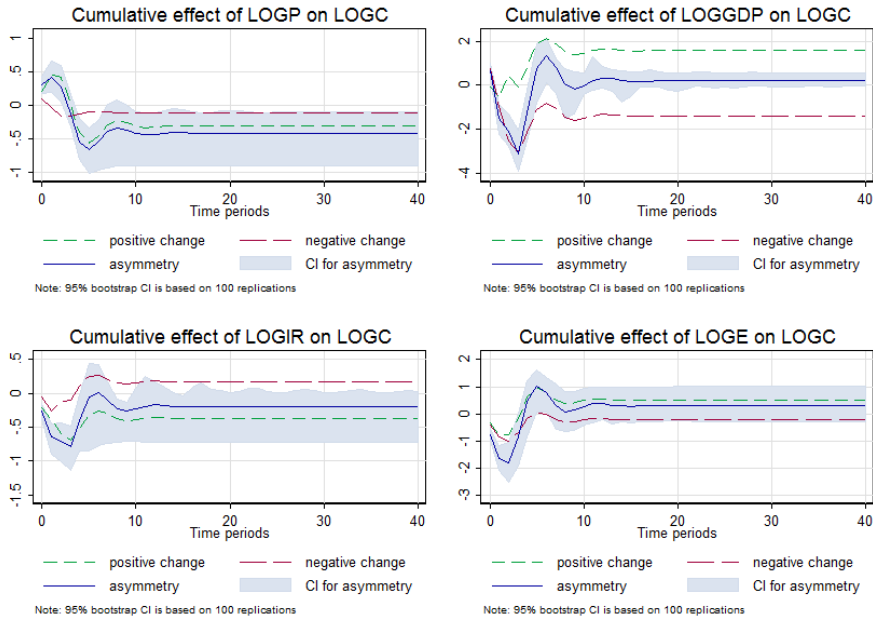 Cumulative effect of LOGP on LOGC
1
.5
0
-.5
-1
0 10 20 30 40
Time periods
positive change negative change
asymmetry CI for asymmetry
Note: 95% bootstrap CI is based on 100 replications
Cumulative effect of LOGGDP on LOGC
2
0
-2
-4
0 10 20 30 40
Time periods
positive change negative change
asymmetry CI for asymmetry
Note: 95% bootstrap CI is based on 100 replications
Cumulative effect of LOGIR on LOGC
.5
0
-.5
-1
-1.5
0 10 20 30 40
Time periods
positive change negative change
asymmetry CI for asymmetry
Note: 95% bootstrap CI is based on 100 replications
Cumulative effect of LOGE on LOGC
2
1
0
-1
-2
-3
0 10 20 30 40
Time periods
positive change negative change
asymmetry CI for asymmetry
Note: 95% bootstrap CI is based on 100 replications